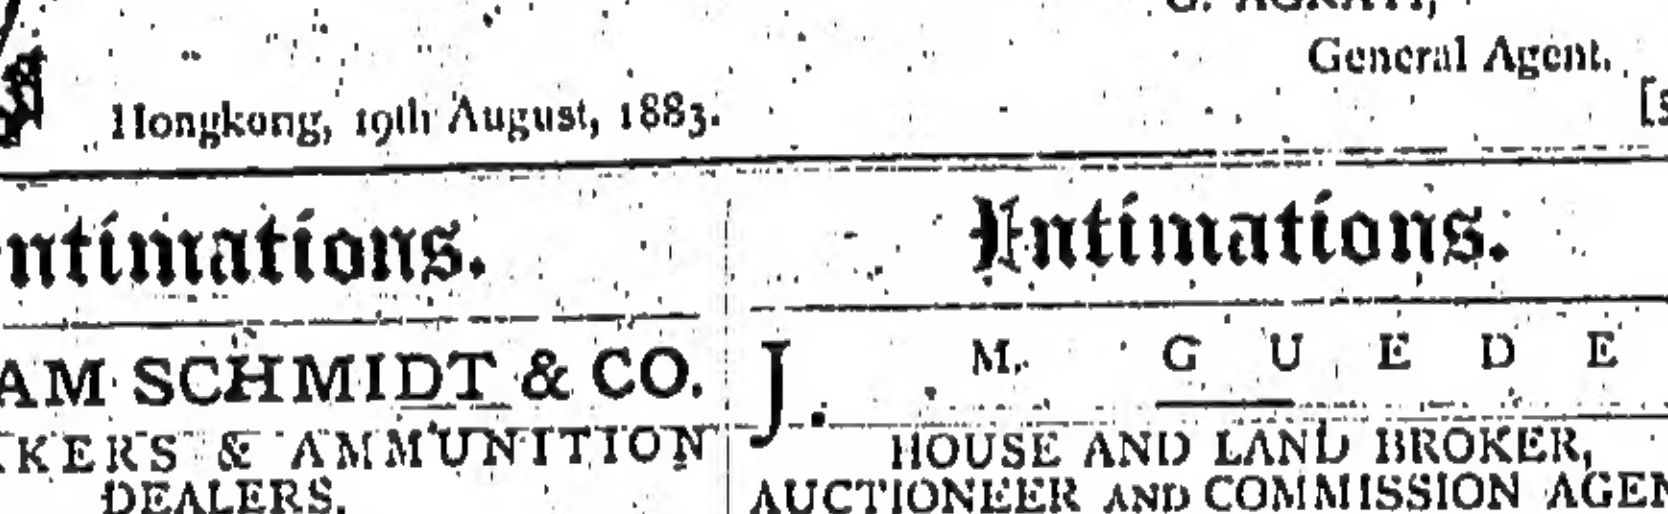 General Agent.
Hongkong, 19th August, 1883.
ntimations.
AM SCHMIDT & CO.
KERS & AMMUNITION
DEALERS.
Intimations.
J. M. GUEDE
HOUSE AND LAND BROKER,
AUCTIONEER AND COMMISSION AGEN